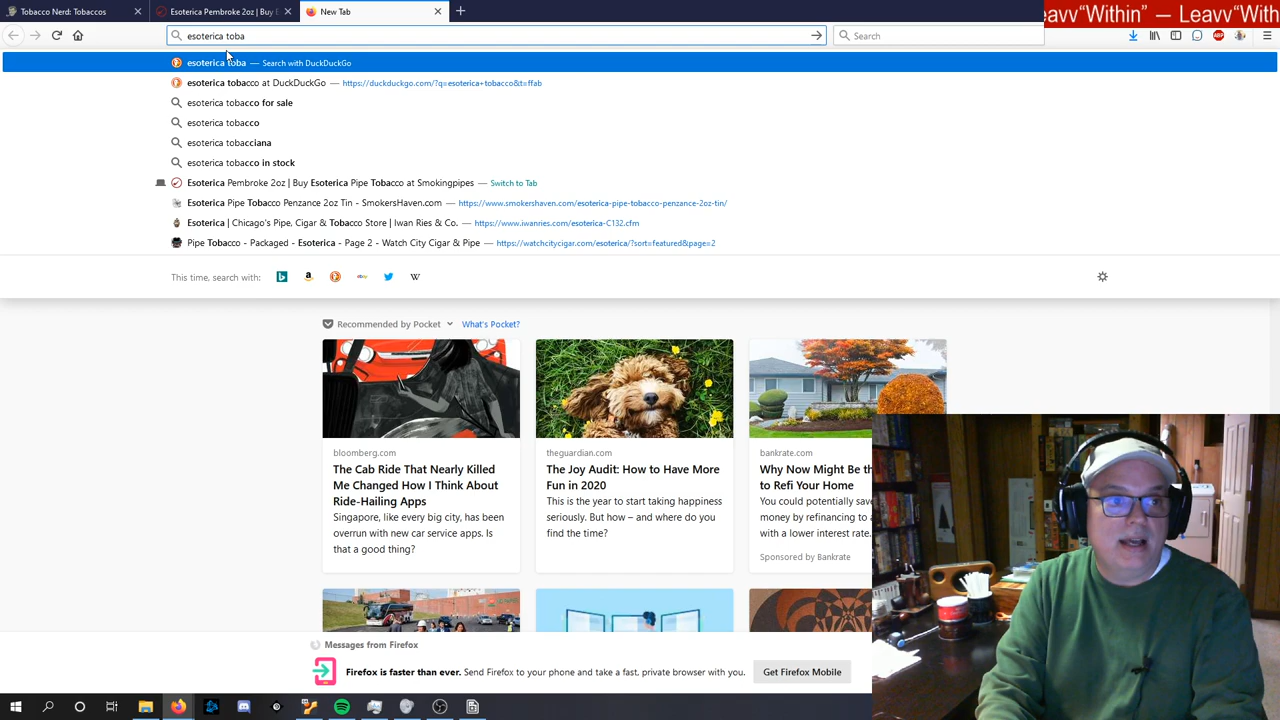 Tobacco Nerd: Tobaccos
Esoterica Pembroke 2oz | Buy E
New Tab
eavv“Within” — Leavv“With
esoterica toba
Search
esoterica toba — Search with DuckDuckGo
esoterica tobacco at DuckDuckGo — https://duckduckgo.com/?q=esoterica+tobacco&t=ffab
esoterica tobacco for sale
esoterica tobacco
esoterica tobacciana
esoterica tobacco in stock
Esoterica Pembroke 2oz | Buy Esoterica Pipe Tobacco at Smokingpipes — Switch to Tab
Esoterica Pipe Tobacco Penzance 2oz Tin - SmokersHaven.com — https://www.smokershaven.com/esoterica-pipe-tobacco-penzance-2oz-tin/
Esoterica | Chicago's Pipe, Cigar & Tobacco Store | Iwan Ries & Co. — https://www.iwanries.com/esoterica-C132.cfm
Pipe Tobacco - Packaged - Esoterica - Page 2 - Watch City Cigar & Pipe — https://watchcitycigar.com/esoterica/?sort=featured&page=2
This time, search with:
Recommended by Pocket
What's Pocket?
bloomberg.com
The Cab Ride That Nearly Killed
Me Changed How I Think About
Ride-Hailing Apps
Singapore, like every big city, has been
overrun with new car service apps. Is
that a good thing?
theguardian.com
The Joy Audit: How to Have More
Fun in 2020
This is the year to start taking happiness
seriously. But how – and where do you
find the time?
bankrate.com
Why Now Might Be th
to Refi Your Home
You could potentially save
money by refinancing to a
with a lower interest rate.
Sponsored by Bankrate
Messages from Firefox
Firefox is faster than ever. Send Firefox to your phone and take a fast, private browser with you.
Get Firefox Mobile